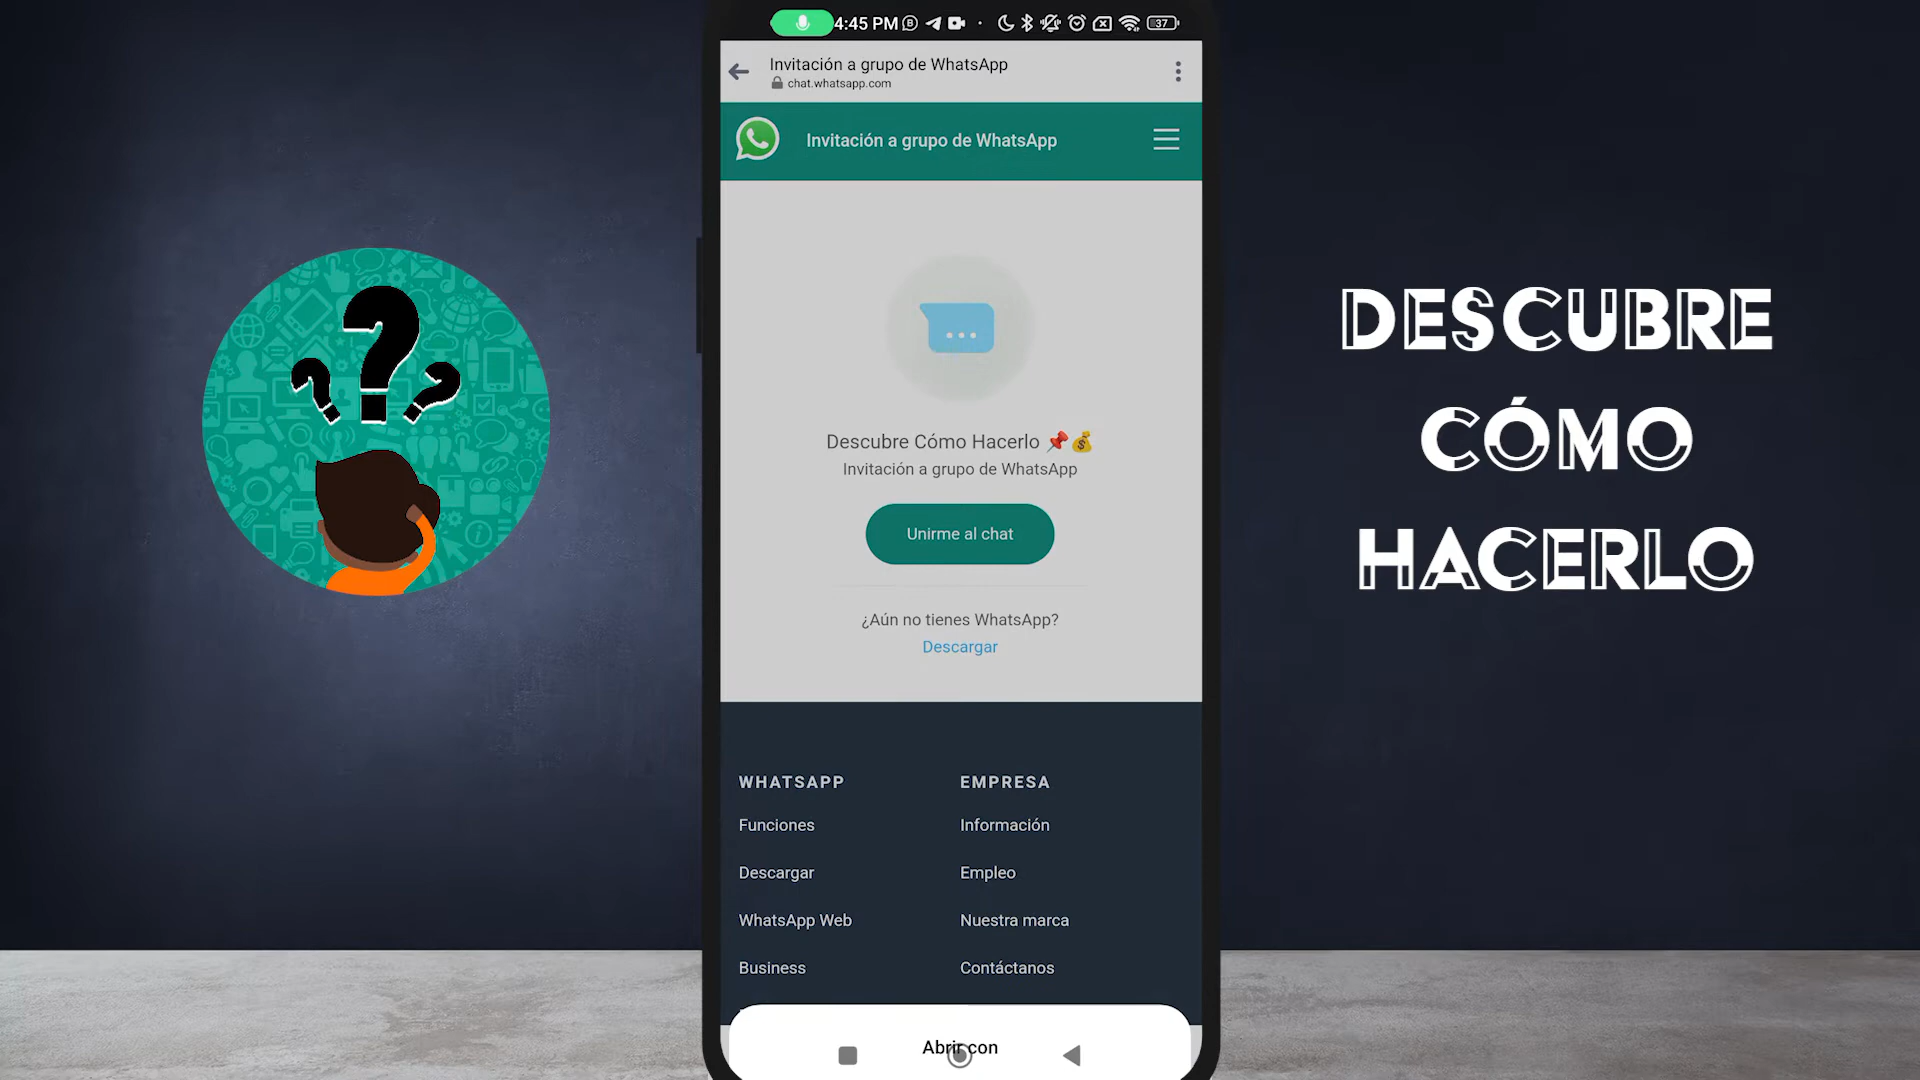 4:45 PM
37
Invitación a grupo de WhatsApp
chat.whatsapp.com
Invitación a grupo de WhatsApp
Descubre Cómo Hacerlo 📌💰
Invitación a grupo de WhatsApp
Unirme al chat
¿Aún no tienes WhatsApp?
Descargar
WHATSAPP
EMPRESA
Funciones
Información
Descargar
Empleo
WhatsApp Web
Nuestra marca
Business
Contáctanos
Abrir con
DESCUBRE
CÓMO
HACERLO